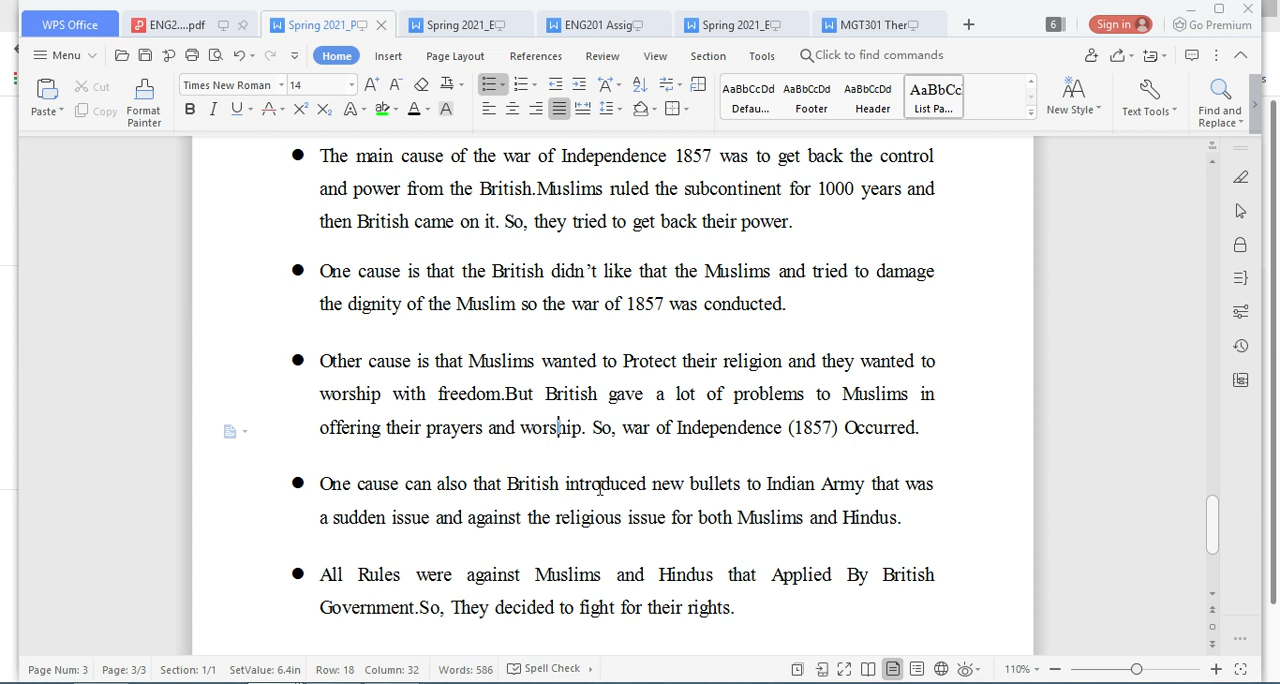 WPS Office
ENG2....pdf
Spring 2021_P
Spring 2021_E
ENG201 Assig
Spring 2021_E
MGT301 Ther
6
Sign in
Go Premium
Menu
Home
Insert
Page Layout
References
Review
View
Section
Tools
Click to find commands
Paste
Cut
Copy
Format
Painter
Times New Roman
14
AaBbCcDd
Defau...
AaBbCcDd
Footer
AaBbCcDd
Header
AaBbCc
List Pa...
New Style
Text Tools
Find and
Replace
● The main cause of the war of Independence 1857 was to get back the control
and power from the British.Muslims ruled the subcontinent for 1000 years and
then British came on it. So, they tried to get back their power.
● One cause is that the British didn’t like that the Muslims and tried to damage
the dignity of the Muslim so the war of 1857 was conducted.
● Other cause is that Muslims wanted to Protect their religion and they wanted to
worship with freedom.But British gave a lot of problems to Muslims in
offering their prayers and worship. So, war of Independence (1857) Occurred.
● One cause can also that British introduced new bullets to Indian Army that was
a sudden issue and against the religious issue for both Muslims and Hindus.
● All Rules were against Muslims and Hindus that Applied By British
Government.So, They decided to fight for their rights.
Page Num: 3
Page: 3/3
Section: 1/1
SetValue: 6.4in
Row: 18
Column: 32
Words: 586
Spell Check
110%